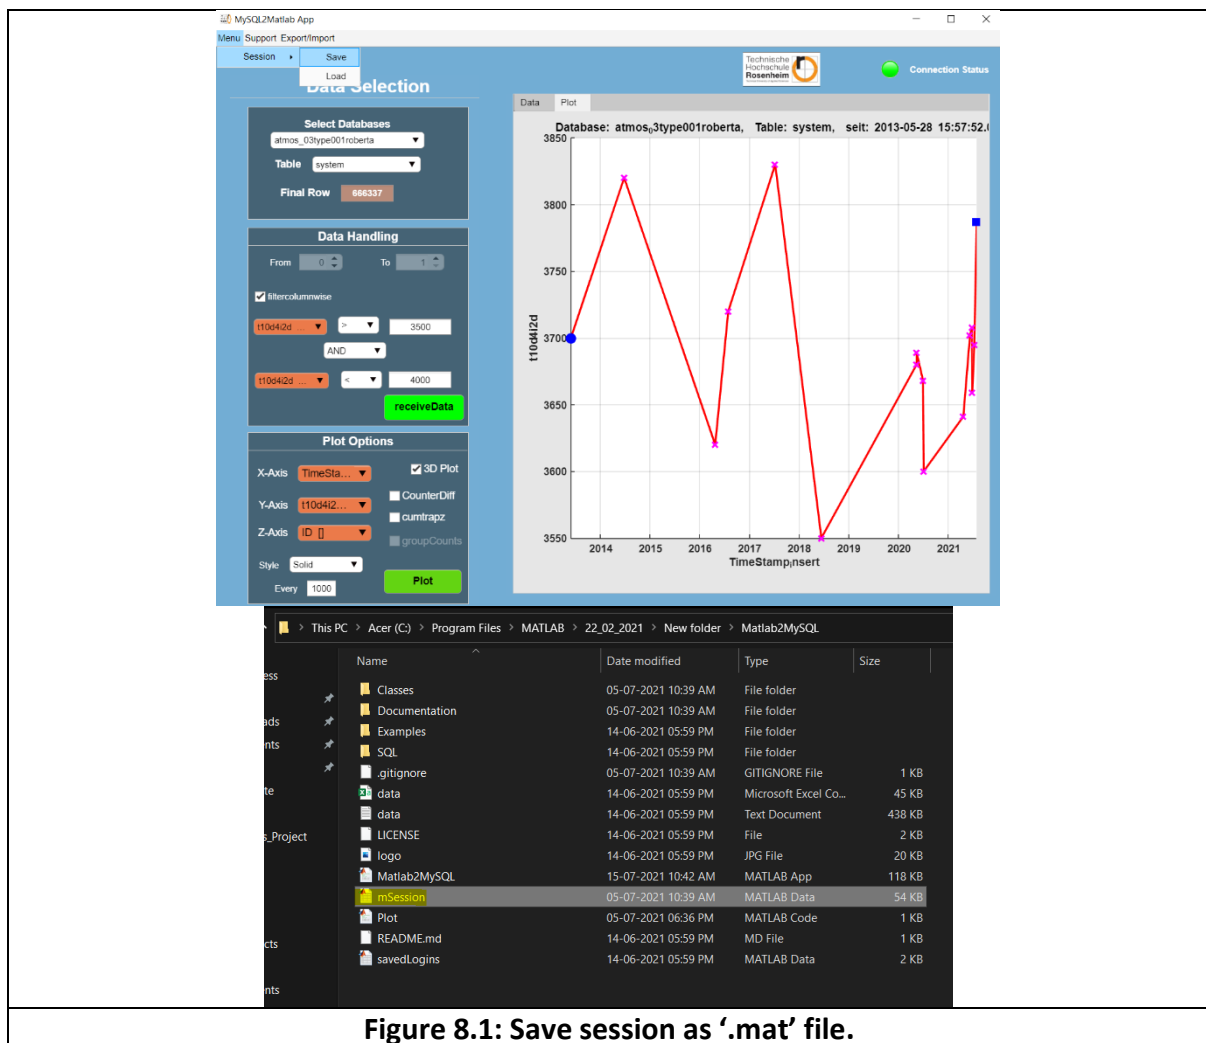 MySQL2Matlab App
Menu Support Export/Import
Session Save
Load
Data Selection
Technische
Hochschule
Rosenheim
Connection Status
Select Databases
atmos_03type001roberta
Table system
Final Row 666337
Data Handling
From 0 To 1
filtercolumnwise
t10d4i2d ... > 3500
AND
t10d4i2d ... < 4000
receiveData
Plot Options
X-Axis TimeSta... 3D Plot
Y-Axis t10d4i2... CounterDiff
cumtrapz
Z-Axis ID [] groupCounts
Style Solid
Every 1000 Plot
Data Plot
Database: atmos₀3type001roberta, Table: system, seit: 2013-05-28 15:57:52.
3850
3800
3750
3700
3650
3600
3550
t10d4i2d
2014 2015 2016 2017 2018 2019 2020 2021
TimeStampᵢnsert
This PC > Acer (C:) > Program Files > MATLAB > 22_02_2021 > New folder > Matlab2MySQL
Name Date modified Type Size
ess
ads
nts
te
s_Project
cts
nts
Classes 05-07-2021 10:39 AM File folder
Documentation 05-07-2021 10:39 AM File folder
Examples 14-06-2021 05:59 PM File folder
SQL 14-06-2021 05:59 PM File folder
.gitignore 05-07-2021 10:39 AM GITIGNORE File 1 KB
data 14-06-2021 05:59 PM Microsoft Excel Co... 45 KB
data 14-06-2021 05:59 PM Text Document 438 KB
LICENSE 14-06-2021 05:59 PM File 2 KB
logo 14-06-2021 05:59 PM JPG File 20 KB
Matlab2MySQL 15-07-2021 10:42 AM MATLAB App 118 KB
mSession 05-07-2021 10:39 AM MATLAB Data 54 KB
Plot 05-07-2021 06:36 PM MATLAB Code 1 KB
README.md 14-06-2021 05:59 PM MD File 1 KB
savedLogins 14-06-2021 05:59 PM MATLAB Data 2 KB
Figure 8.1: Save session as ‘.mat’ file.